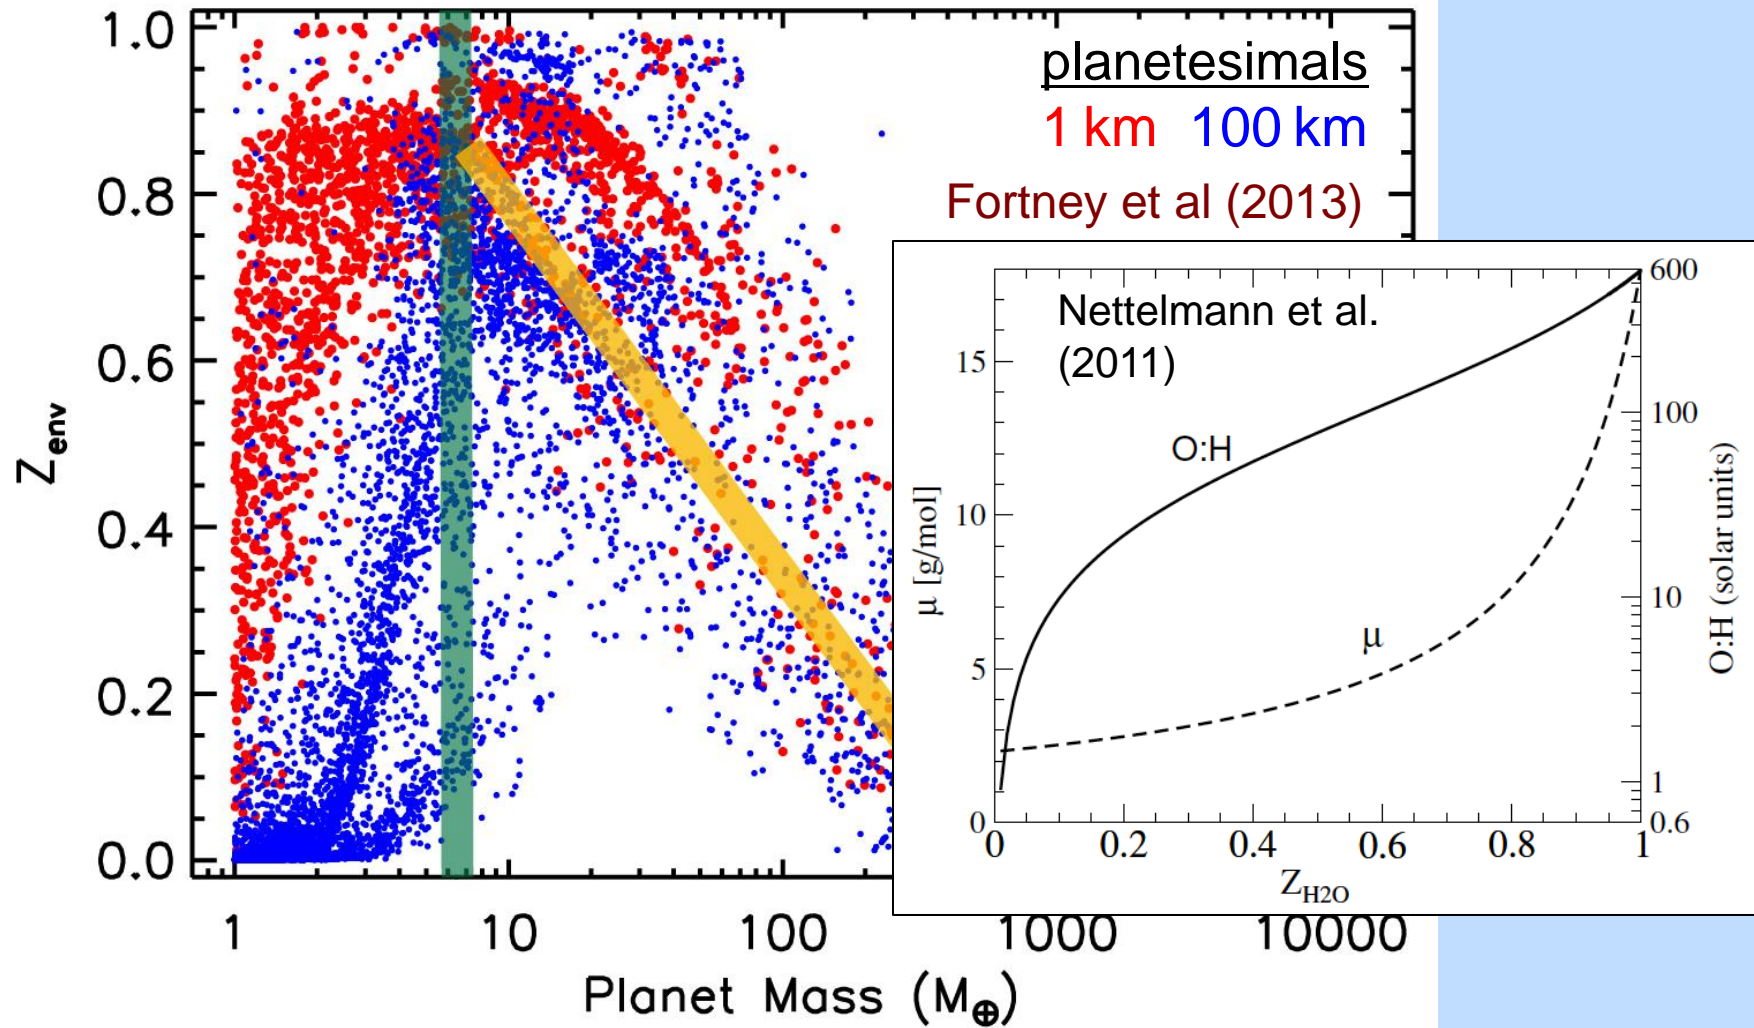 1.0
0.8
0.6
0.4
0.2
0.0
Z_env
1 10 100 1000 10000
Planet Mass (M⊕)
planetesimals
1 km 100 km
Fortney et al (2013)
Nettelmann et al.
(2011)
O:H
μ
15
10
5
0
μ [g/mol]
600
100
10
1
0.6
O:H (solar units)
0 0.2 0.4 0.6 0.8 1
Z_H2O